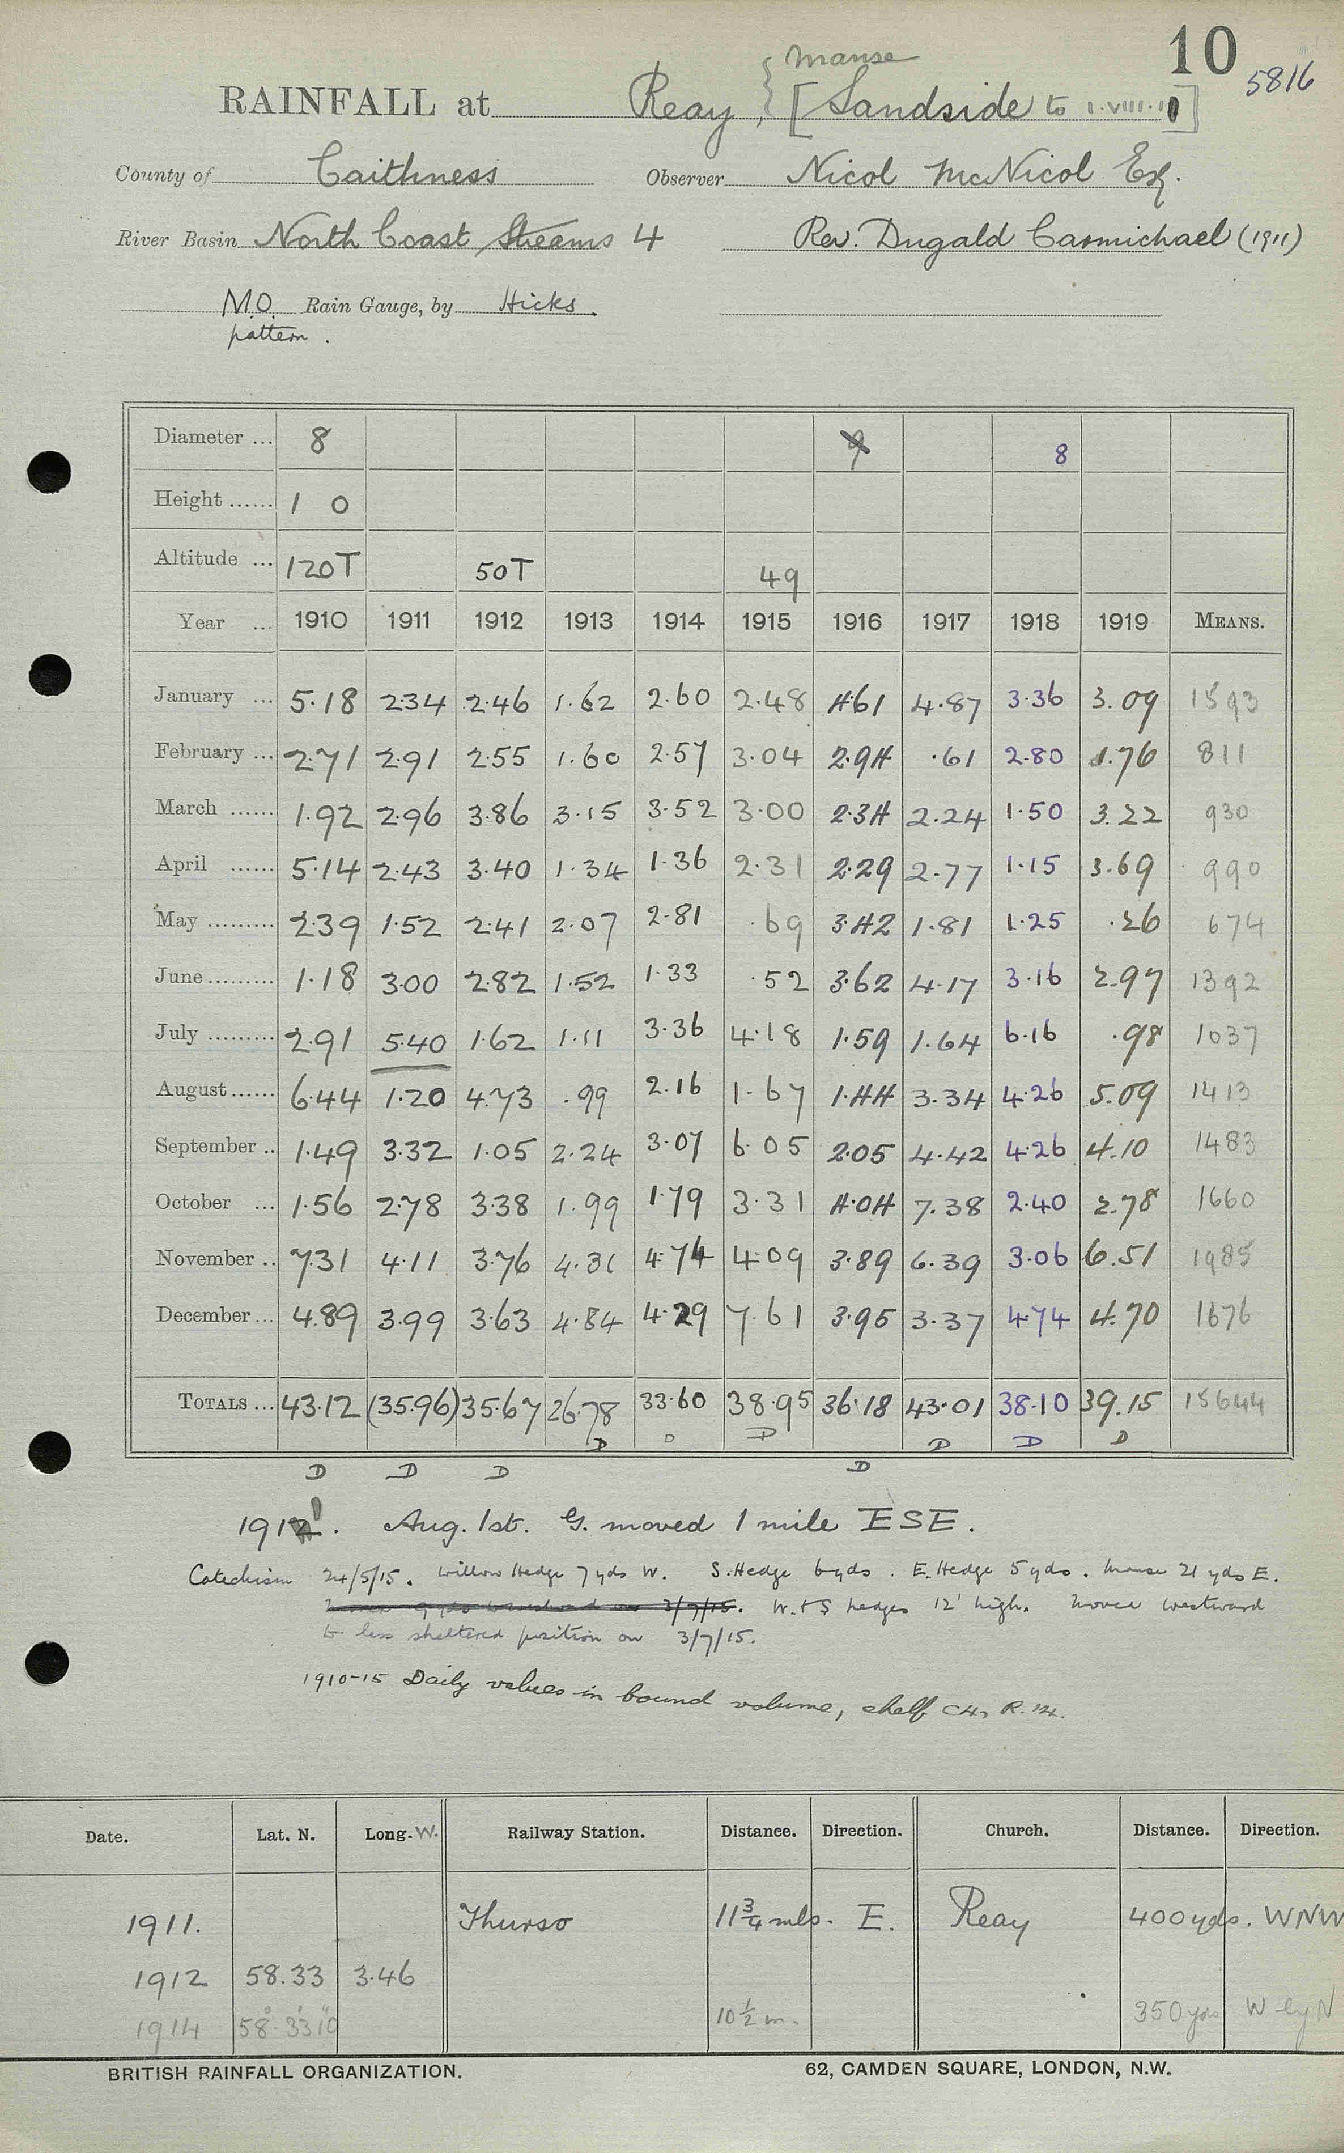 10
5816
Manse
RAINFALL at Reay, { [Sandside to 1.VIII.11]
County of Caithness Observer Nicol McNicol Esq.
River Basin North Coast Streams 4 Rev. Dugald Carmichael (1911)
M.O. Rain Gauge, by Hicks.
pattern.
Diameter ... 8 9 8
Height ...... 1 0
Altitude ... 120T 50T 49
Year ... 1910 1911 1912 1913 1914 1915 1916 1917 1918 1919 MEANS.
January ... 5.18 2.34 2.46 1.62 2.60 2.48 4.61 4.87 3.36 3.09 1593
February ... 2.71 2.91 2.55 1.60 2.57 3.04 2.94 .61 2.80 1.76 811
March ...... 1.92 2.96 3.86 3.15 3.52 3.00 2.34 2.24 1.50 3.22 930
April ...... 5.14 2.43 3.40 1.34 1.36 2.31 2.29 2.77 1.15 3.69 990
May ......... 2.39 1.52 2.41 2.07 2.81 .69 3.42 1.81 1.25 .26 674
June ......... 1.18 3.00 2.82 1.52 1.33 .52 3.62 4.17 3.16 2.97 1392
July ......... 2.91 5.40 1.62 1.11 3.36 4.18 1.59 1.64 6.16 .98 1037
August ...... 6.44 1.20 4.73 .99 2.16 1.67 1.44 3.34 4.26 5.09 1413
September .. 1.49 3.32 1.05 2.24 3.07 6.05 2.05 4.42 4.26 4.10 1483
October ... 1.56 2.78 3.38 1.99 1.79 3.31 4.04 7.38 2.40 2.78 1660
November .. 7.31 4.11 3.76 4.31 4.74 4.09 3.89 6.39 3.06 6.51 1985
December ... 4.89 3.99 3.63 4.84 4.29 7.61 3.95 3.37 4.74 4.70 1676
TOTALS ... 43.12 (35.96) 35.67 26.78 33.60 38.95 36.18 43.01 38.10 39.15 15644
D D D D D D D
D D D
1911. Aug. 1st. G. moved 1 mile ESE.
Catechism 24/5/15. Willow Hedge 7 yds W. S. Hedge 6 yds. E. Hedge 5 yds. House 21 yds E.
3/7/15. W. & S hedges 12' high. Moved westward
to less sheltered position on 3/7/15.
1910-15 Daily values in bound volume, shelf C4, R.
Date. Lat. N. Long. W. Railway Station. Distance. Direction. Church. Distance. Direction.
1911. Thurso 11¾ mls. E. Reay 400 yds. WNW
1912 58.33 3.46
1914 58° 33' 10" 10½ m. 350 yds W by N
BRITISH RAINFALL ORGANIZATION. 62, CAMDEN SQUARE, LONDON, N.W.